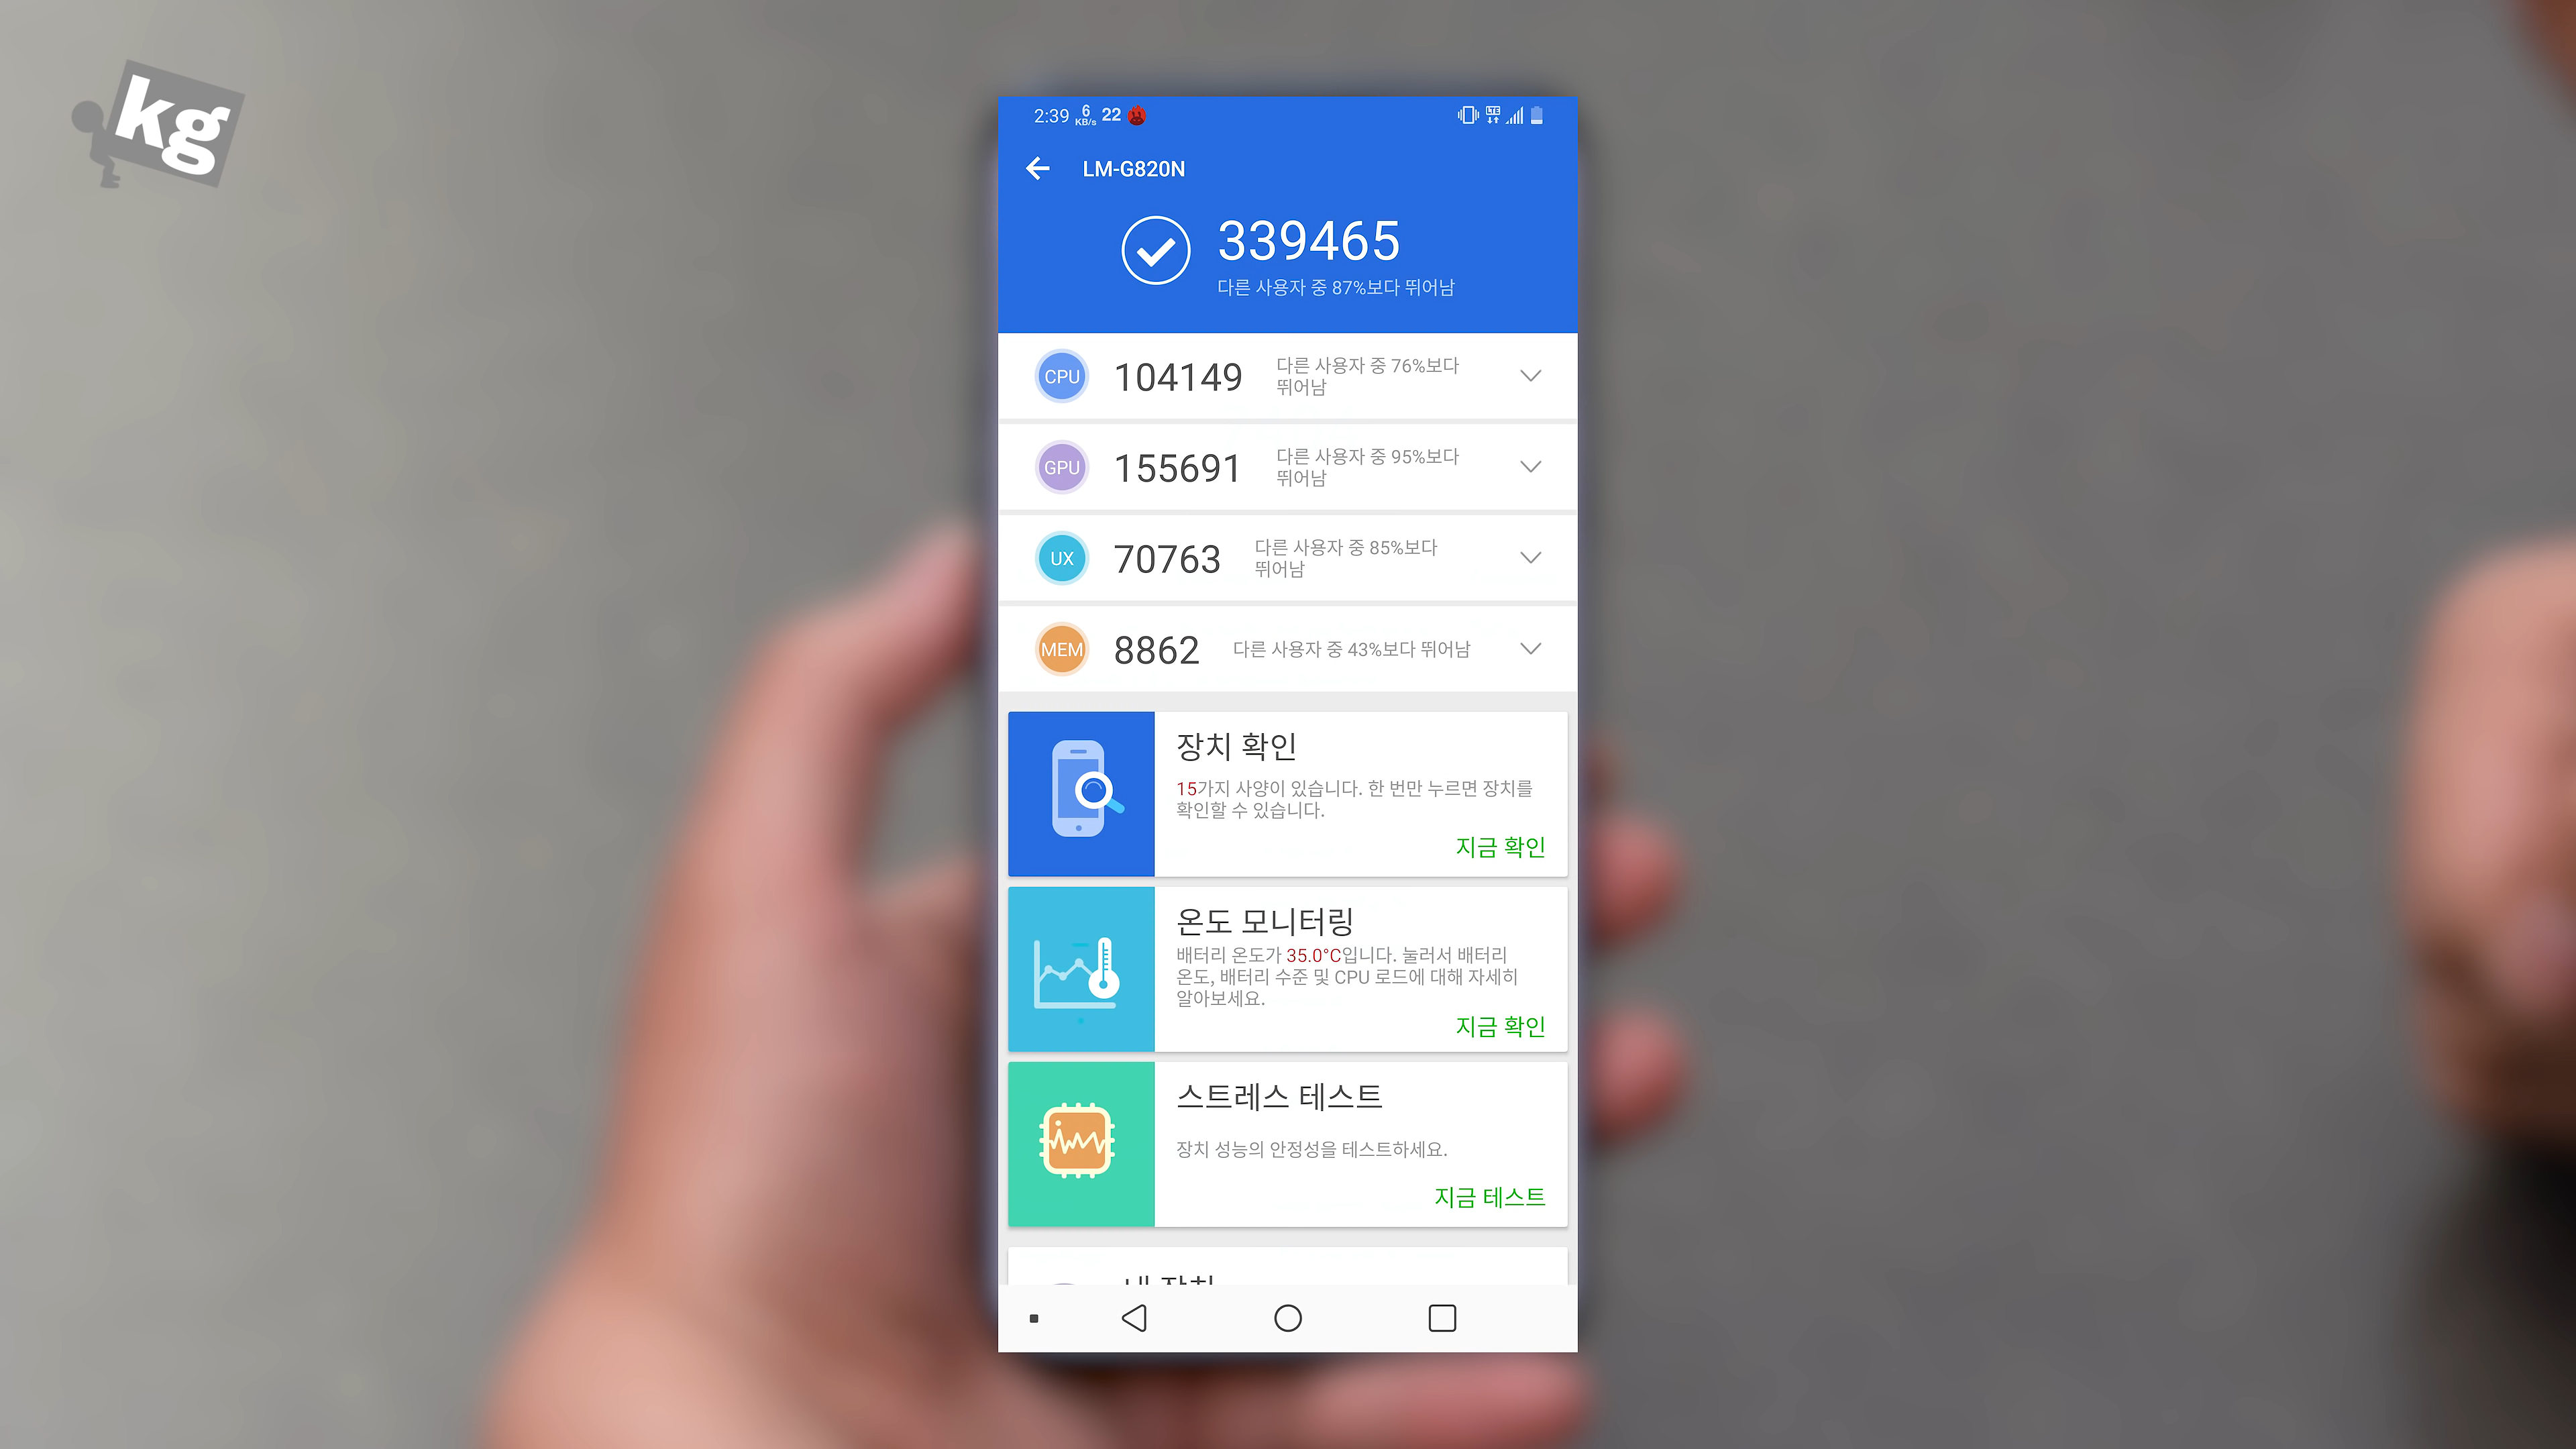 kg
2:39 6 KB/s 22 LTE
LM-G820N
339465
다른 사용자 중 87%보다 뛰어남
CPU 104149 다른 사용자 중 76%보다
뛰어남
GPU 155691 다른 사용자 중 95%보다
뛰어남
UX 70763 다른 사용자 중 85%보다
뛰어남
MEM 8862 다른 사용자 중 43%보다 뛰어남
장치 확인
15가지 사양이 있습니다. 한 번만 누르면 장치를
확인할 수 있습니다.
지금 확인
온도 모니터링
배터리 온도가 35.0°C입니다. 눌러서 배터리
온도, 배터리 수준 및 CPU 로드에 대해 자세히
알아보세요.
지금 확인
스트레스 테스트
장치 성능의 안정성을 테스트하세요.
지금 테스트